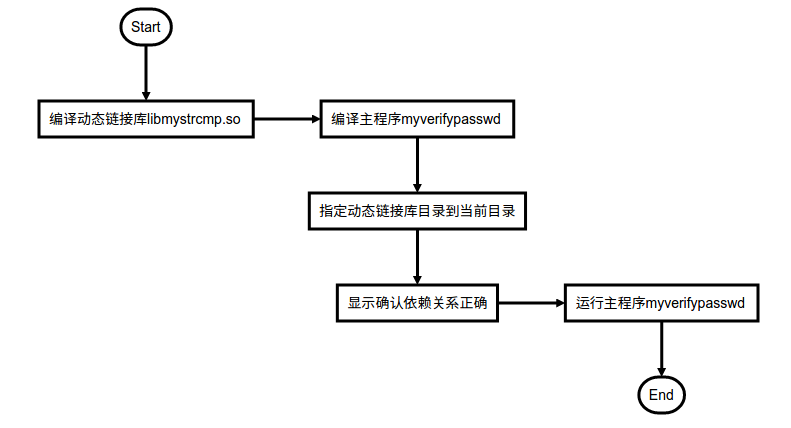 Start
编译动态链接库libmystrcmp.so
编译主程序myverifypasswd
指定动态链接库目录到当前目录
显示确认依赖关系正确
运行主程序myverifypasswd
End